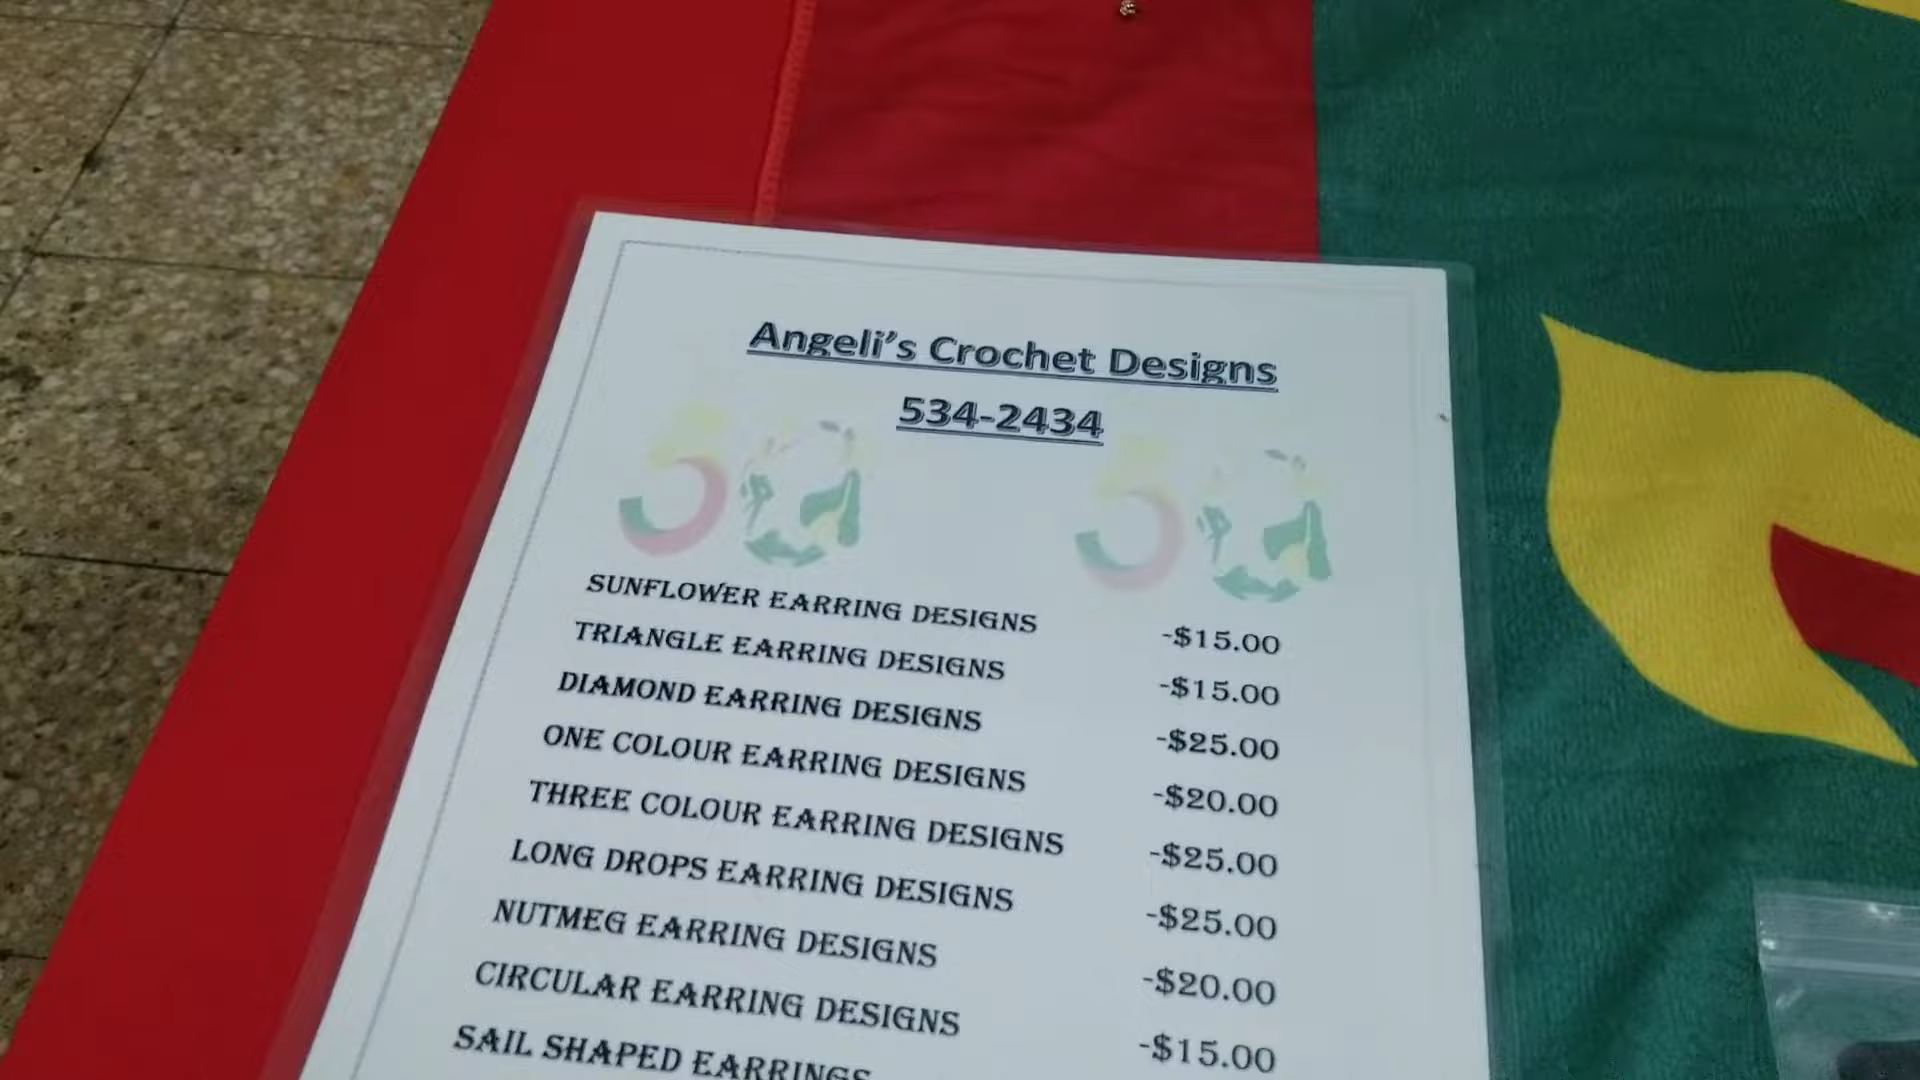 Angeli's Crochet Designs
534-2434
50 50
SUNFLOWER EARRING DESIGNS -$15.00
TRIANGLE EARRING DESIGNS -$15.00
DIAMOND EARRING DESIGNS -$25.00
ONE COLOUR EARRING DESIGNS -$20.00
THREE COLOUR EARRING DESIGNS -$25.00
LONG DROPS EARRING DESIGNS -$25.00
NUTMEG EARRING DESIGNS -$20.00
CIRCULAR EARRING DESIGNS -$15.00
SAIL SHAPED EARRINGS